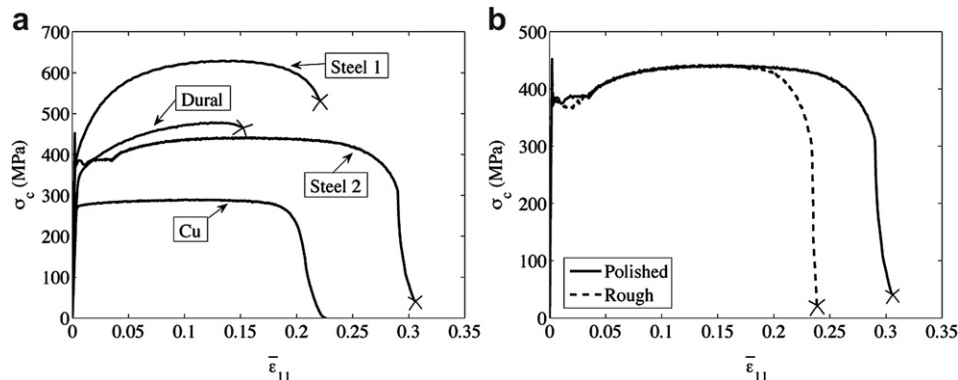 a
700
600
500
400
300
200
100
0
σc (MPa)
Steel 1
Dural
Steel 2
Cu
0 0.05 0.1 0.15 0.2 0.25 0.3 0.35
ε̅11
b
500
400
300
200
100
0
σc (MPa)
Polished
Rough
0 0.05 0.1 0.15 0.2 0.25 0.3 0.35
ε̅11